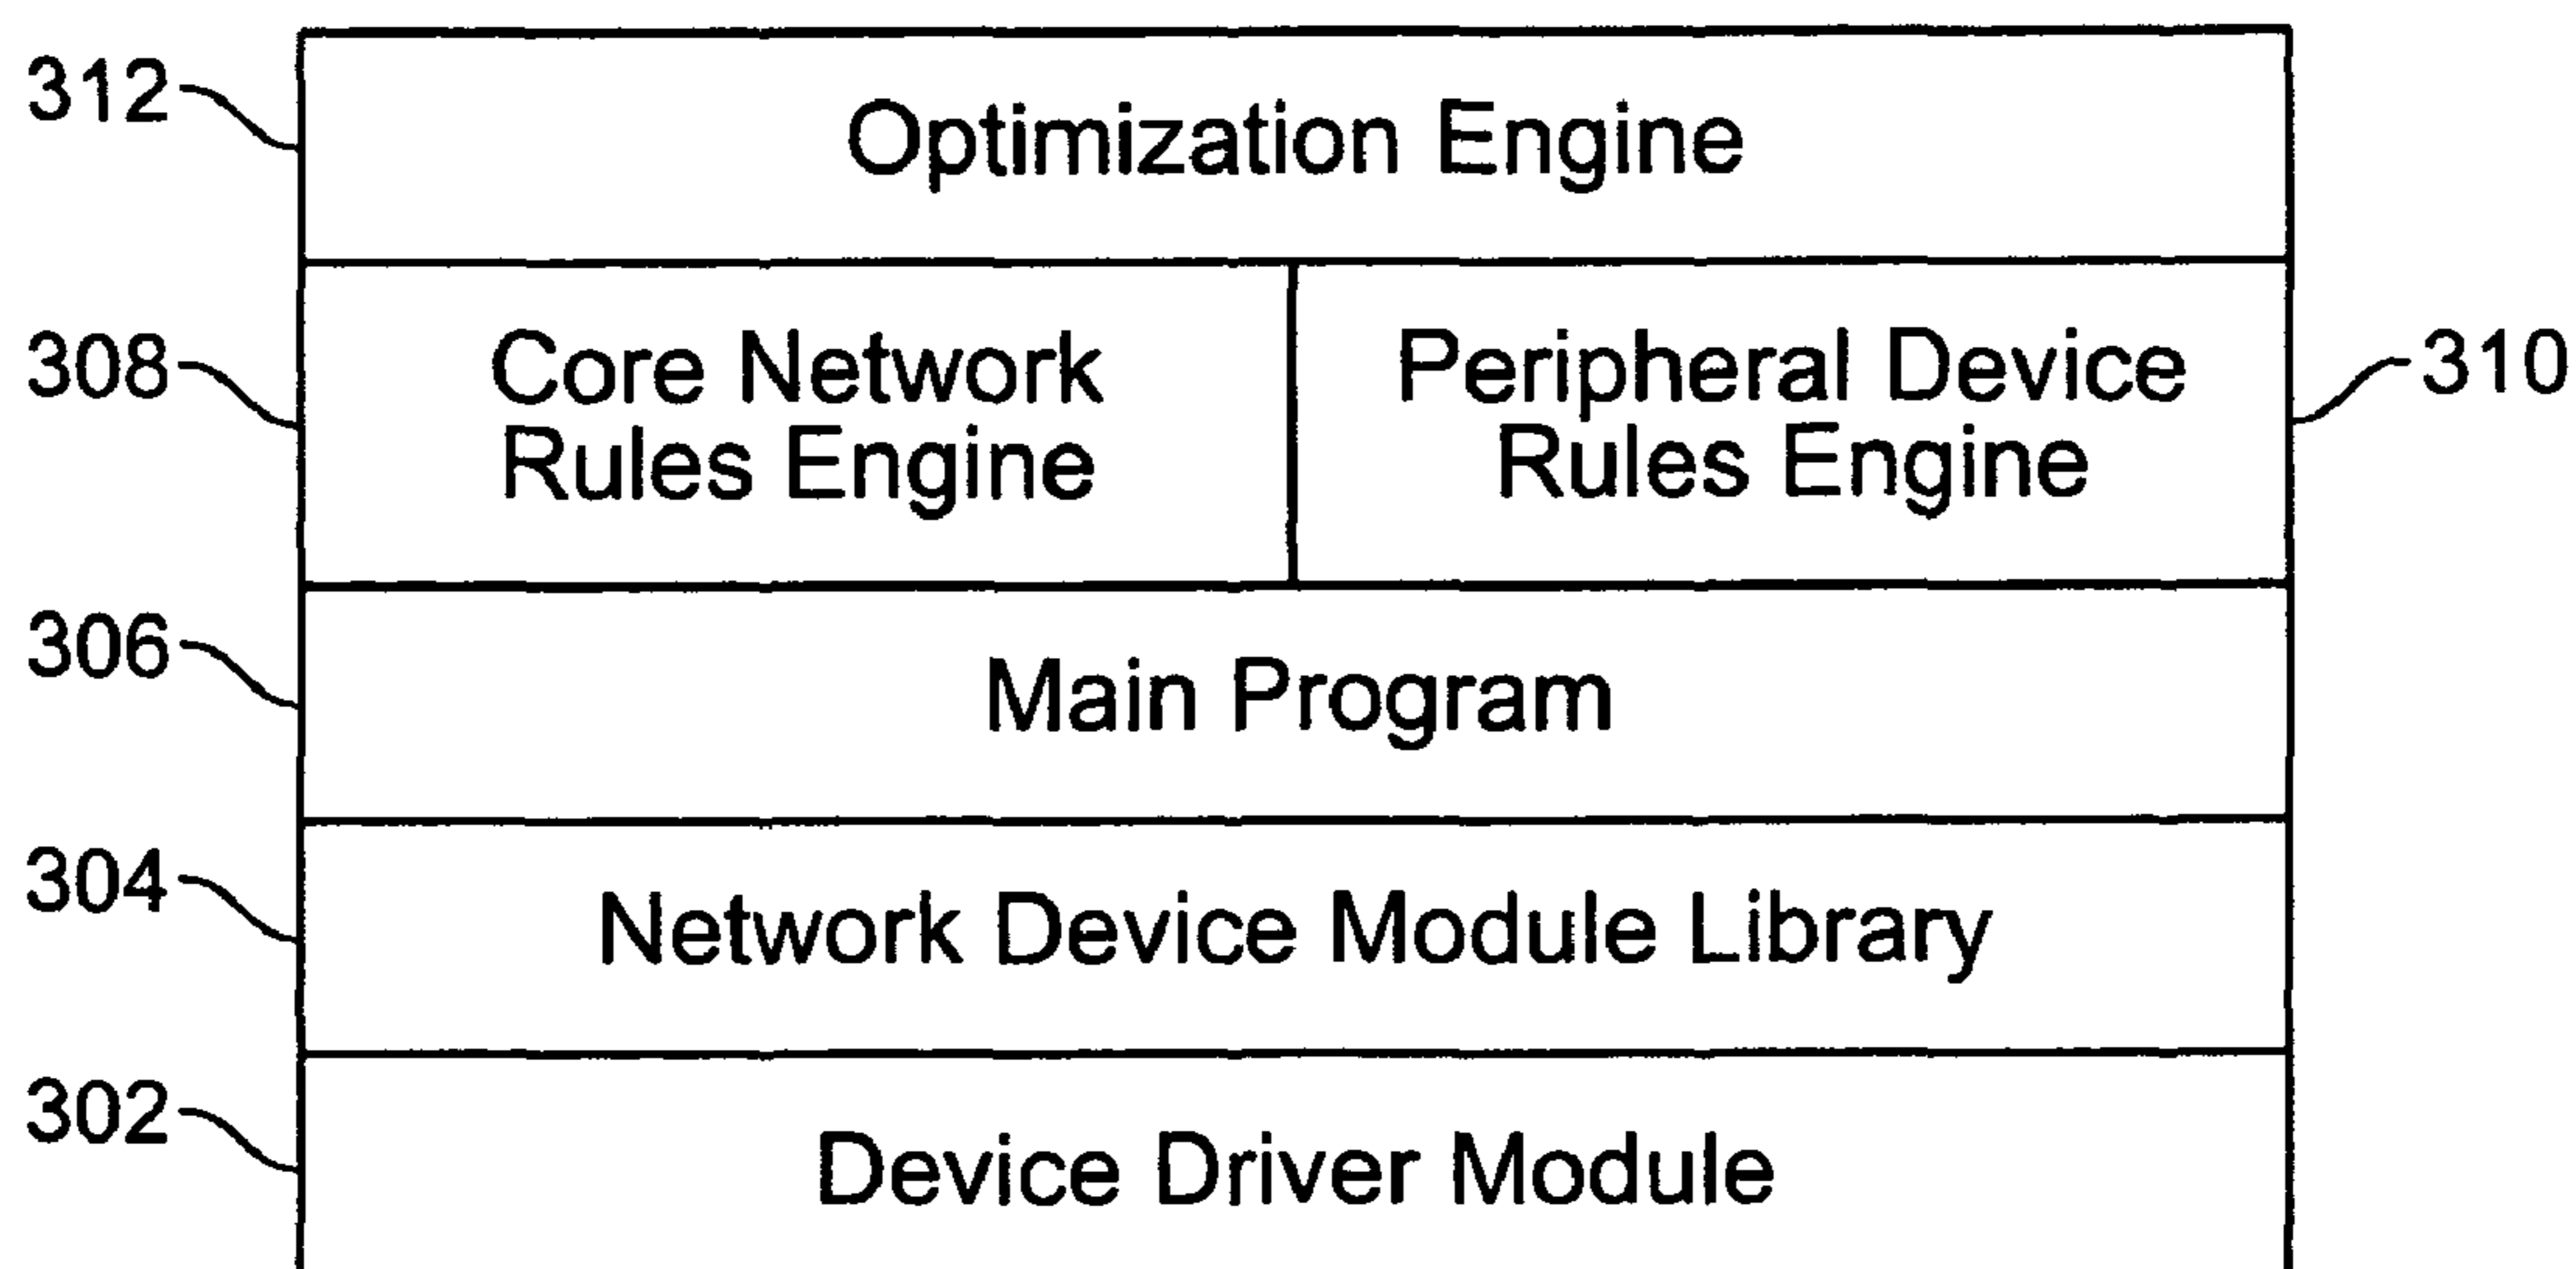 312
Optimization Engine
308
Core Network
Rules Engine
Peripheral Device
Rules Engine
310
306
Main Program
304
Network Device Module Library
302
Device Driver Module